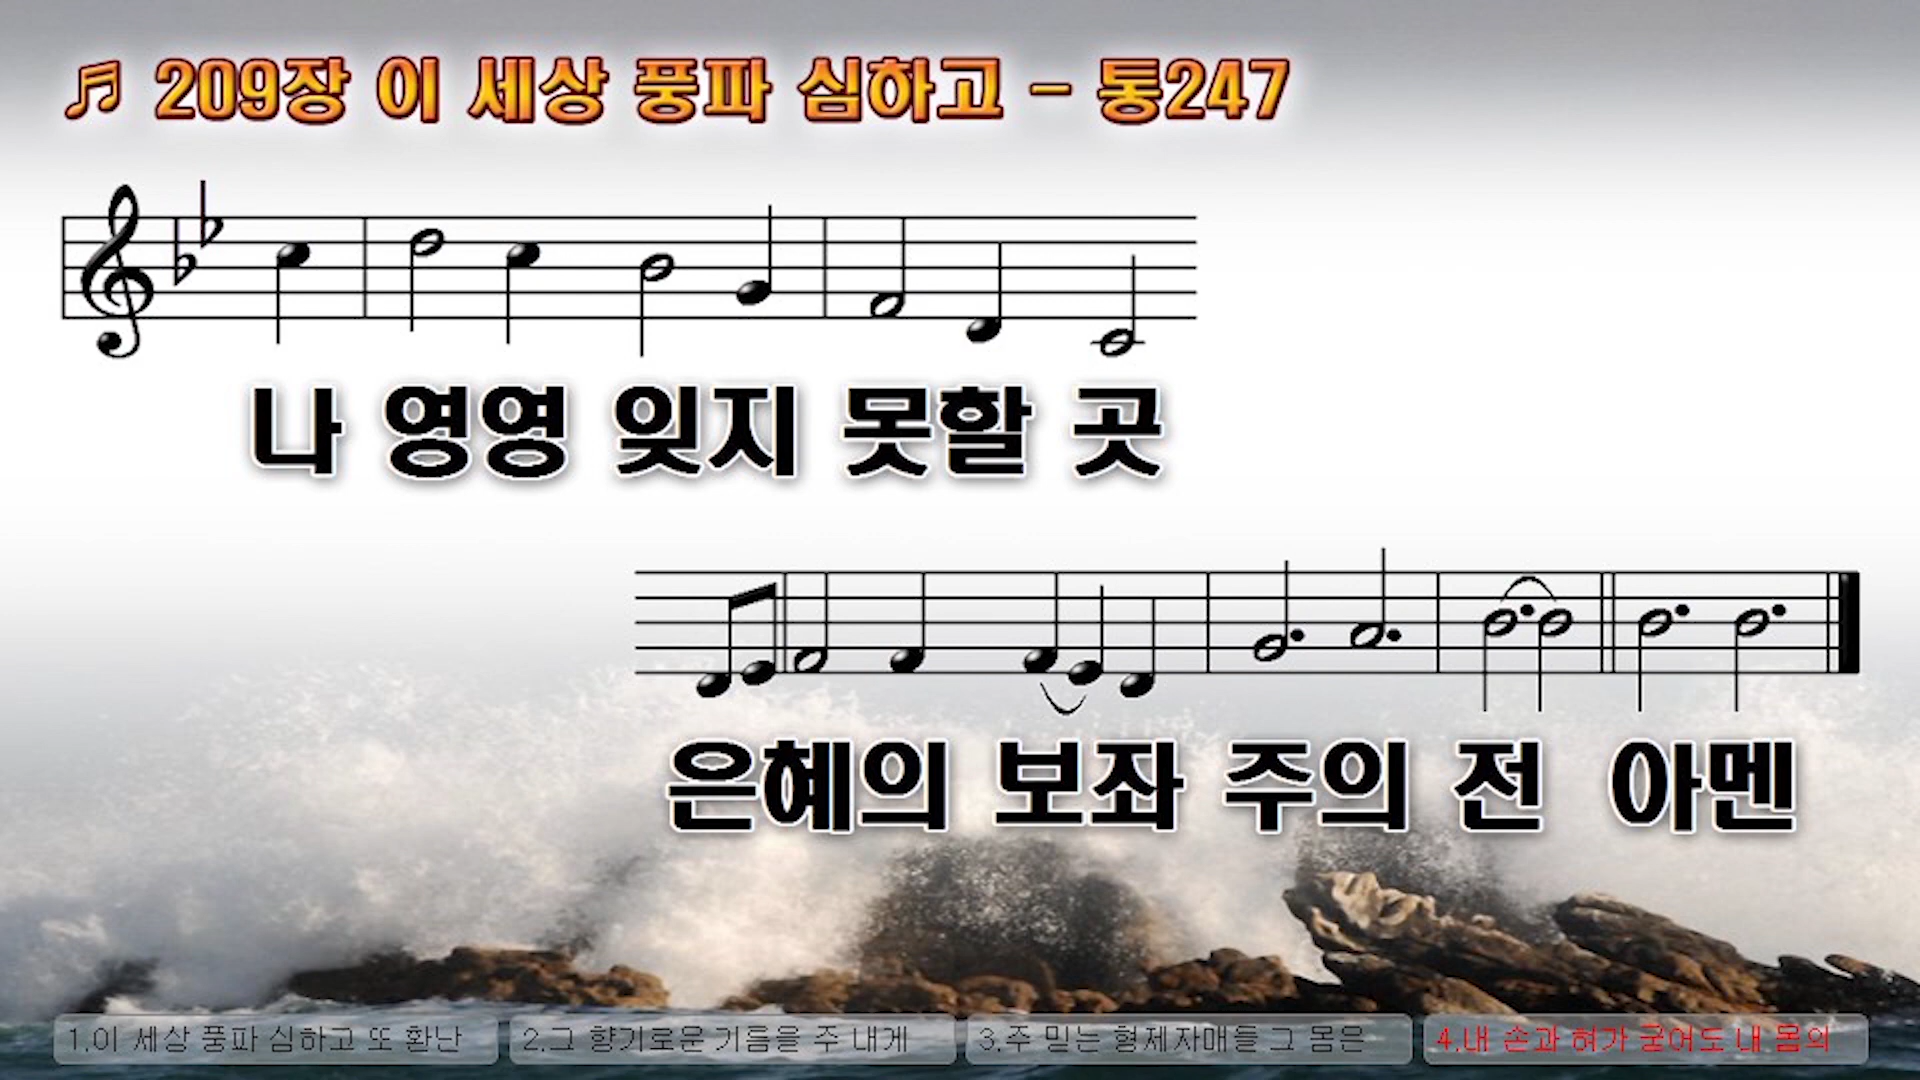 ♬ 209장 이 세상 풍파 심하고 - 통247
나 영영 잊지 못할 곳
은혜의 보좌 주의 전 아멘
1.이 세상 풍파 심하고 또 환난
2.그 향기로운 기름을 주 내게
3.주 믿는 형제자매들 그 몸은
4.내 손과 혀가 굳어도 내 몸의